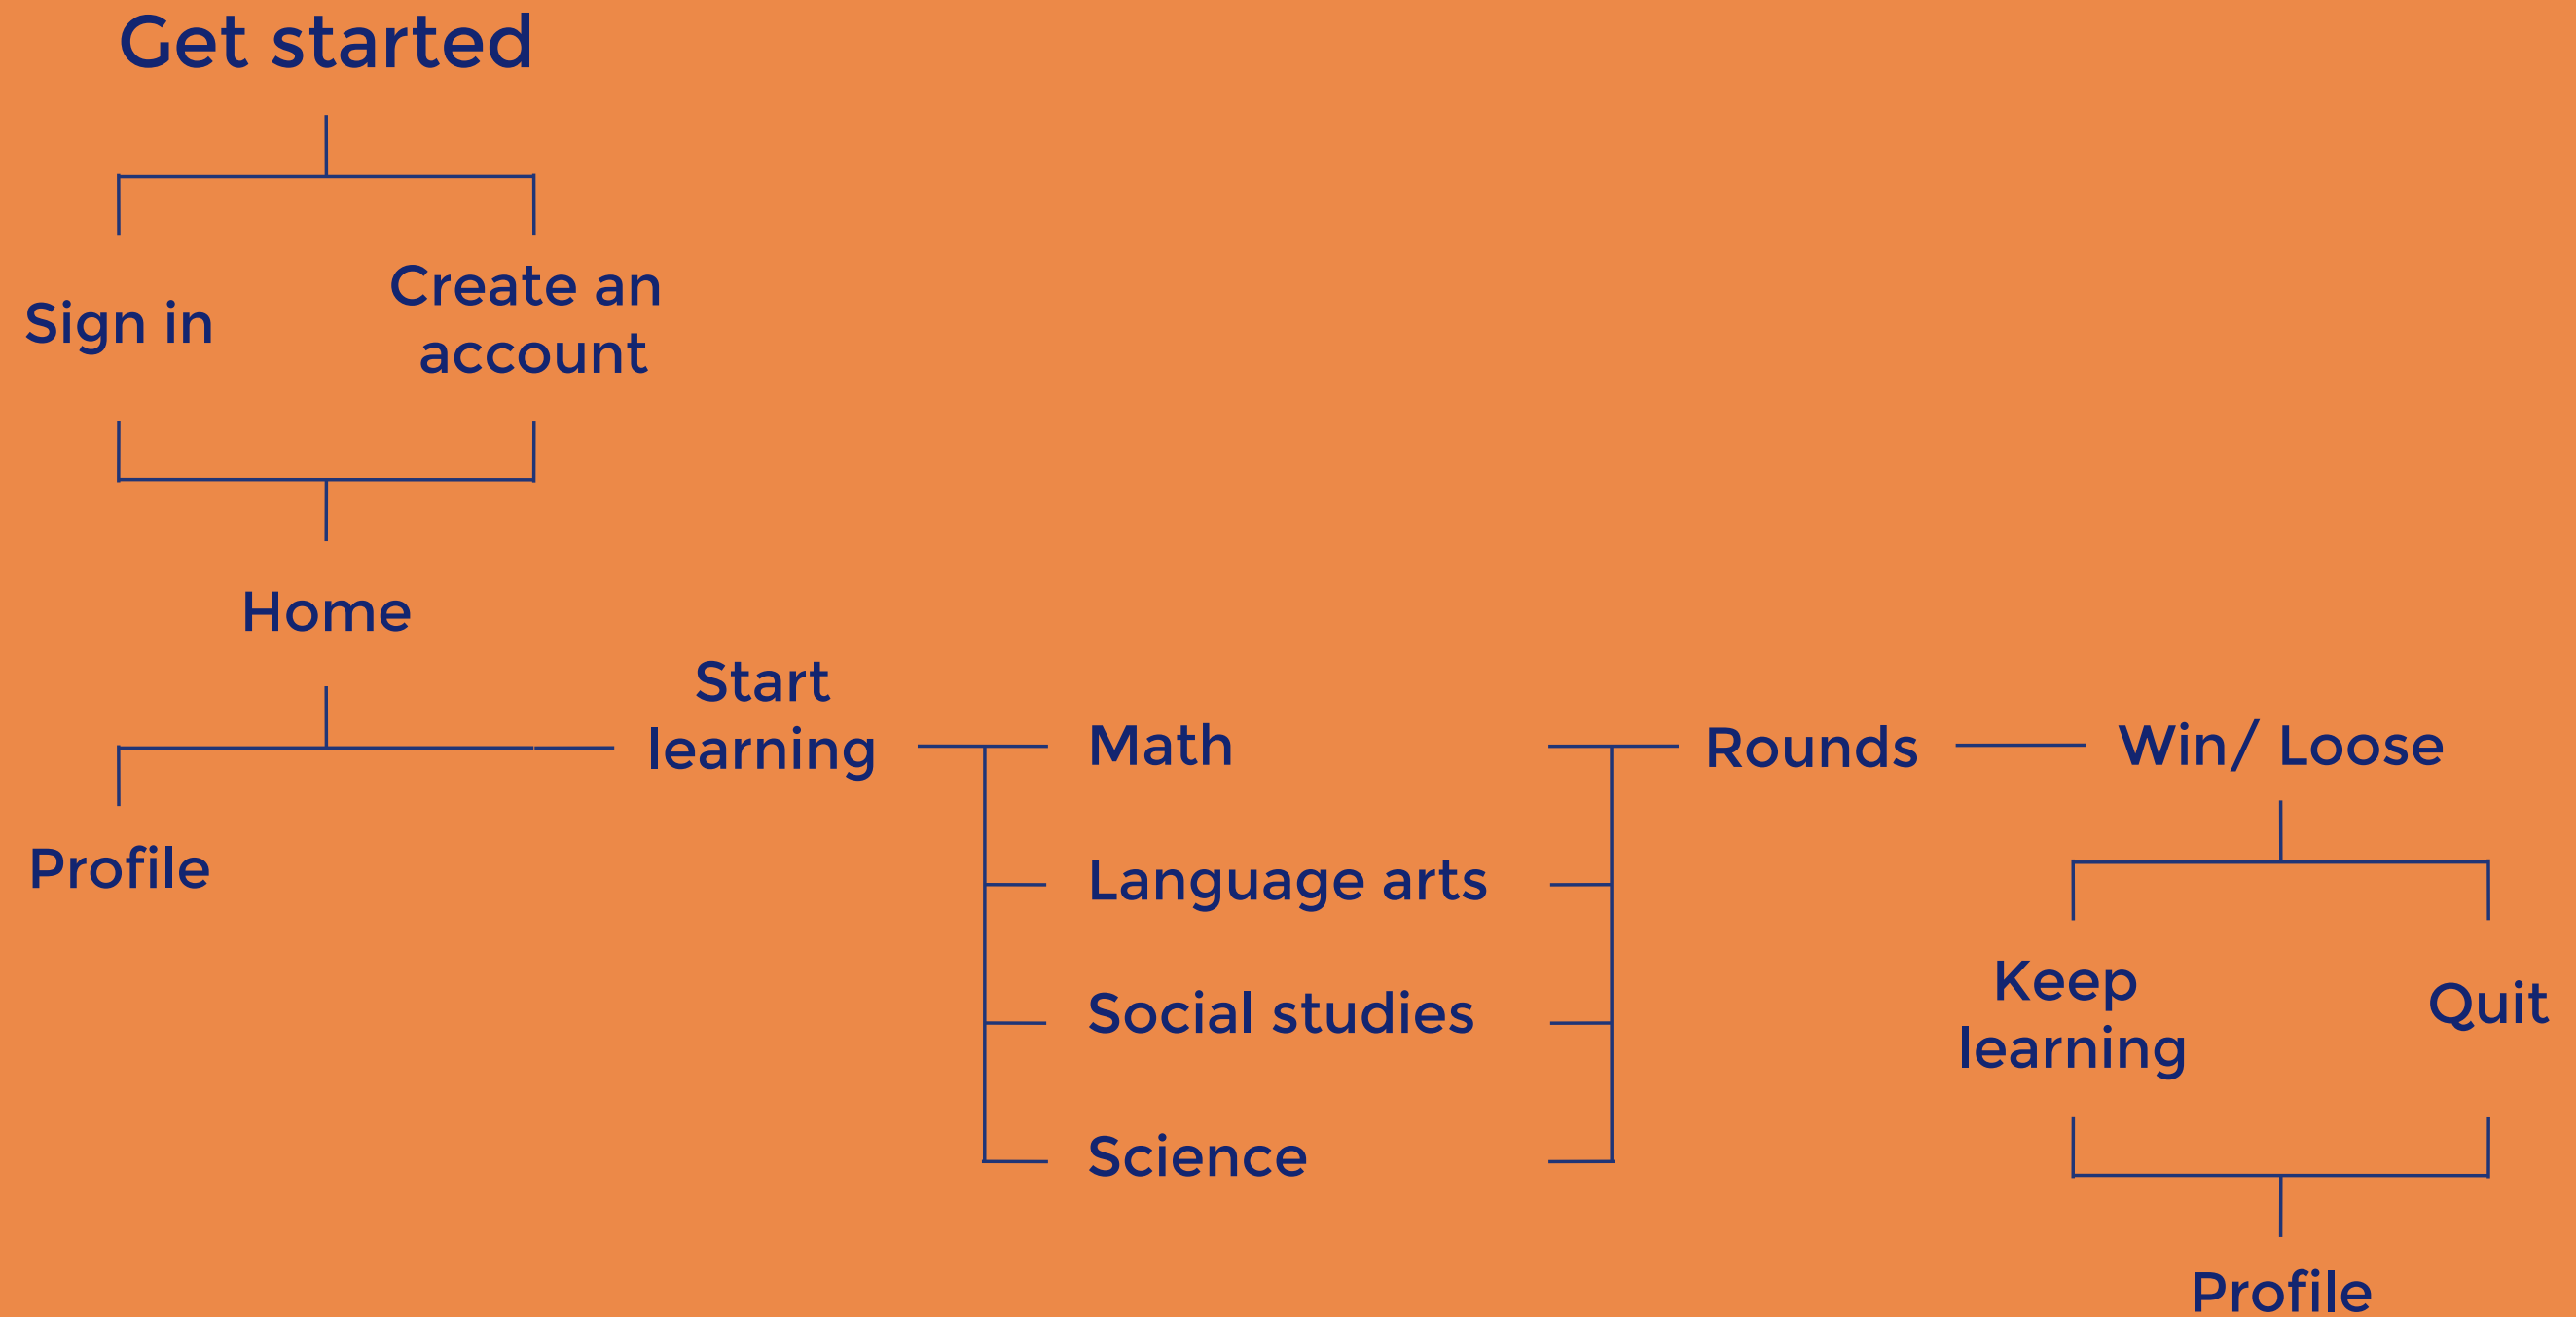 Get started
Sign in
Create an
account
Home
Start
learning
Profile
Math
Language arts
Social studies
Science
Rounds
Win/ Loose
Keep
learning
Quit
Profile